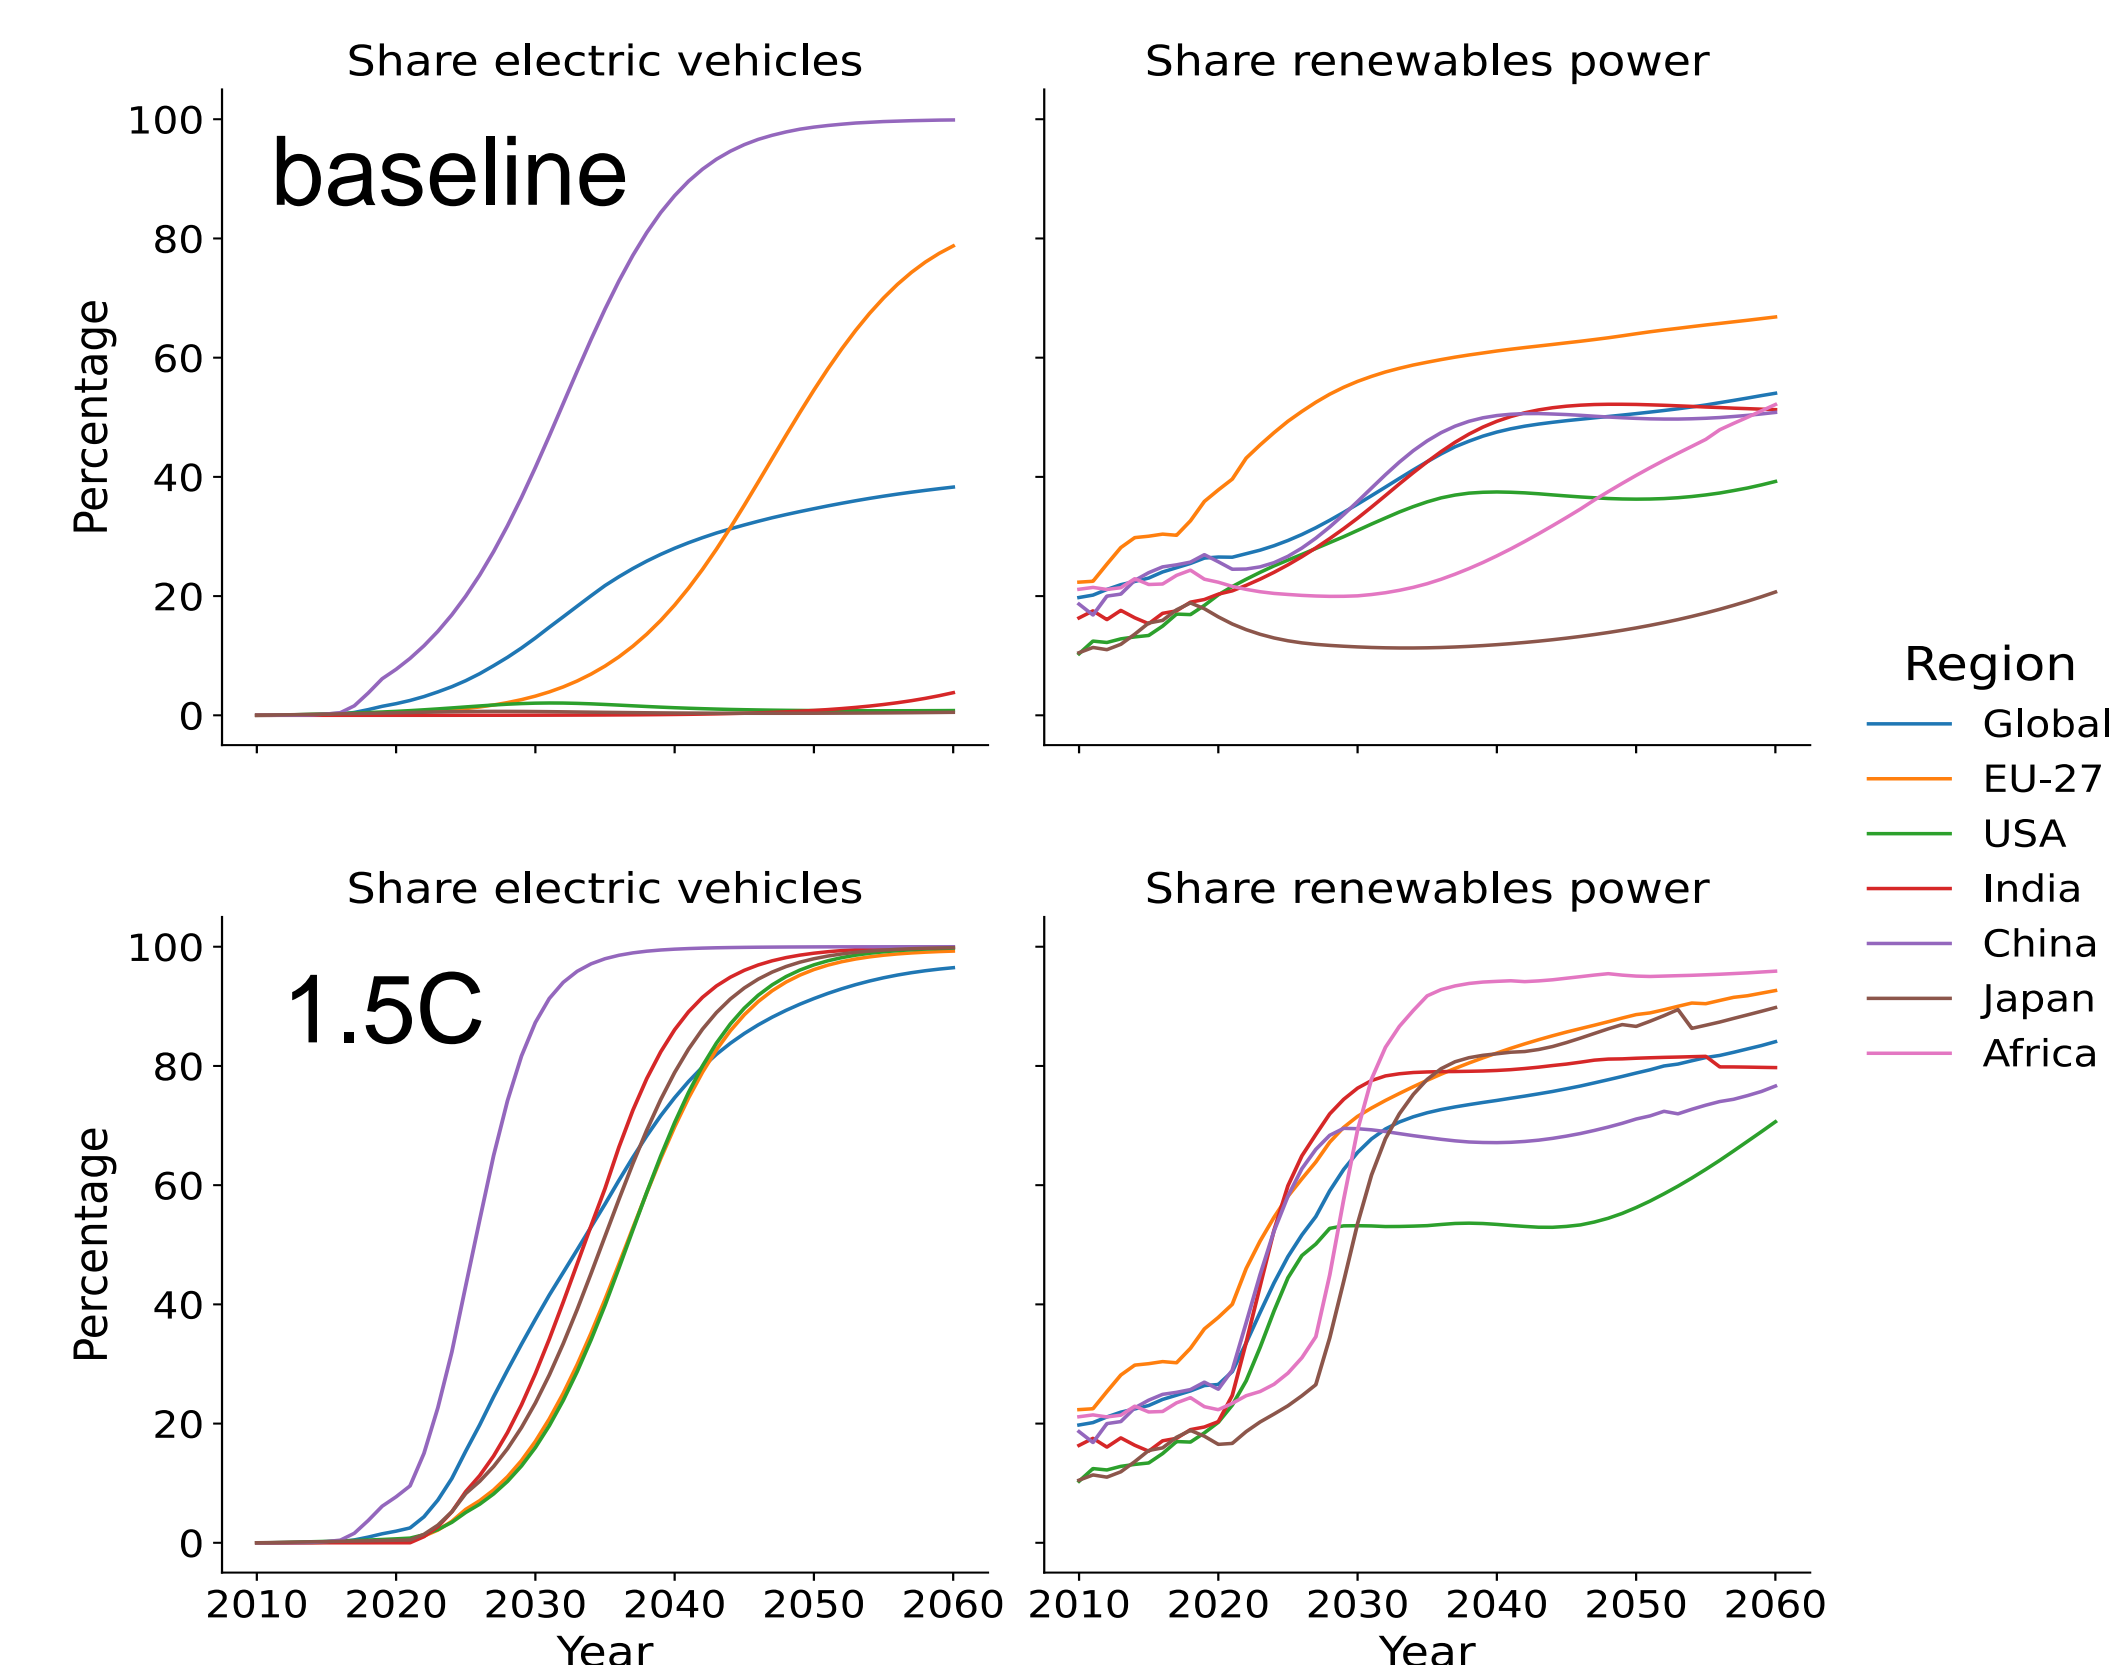 Share electric vehicles
Share renewables power
100
80
60
40
20
0
Percentage
baseline
Share electric vehicles
Share renewables power
100
80
60
40
20
0
Percentage
1.5C
2010 2020 2030 2040 2050 2060
Year
2010 2020 2030 2040 2050 2060
Year
Region
Global
EU-27
USA
India
China
Japan
Africa